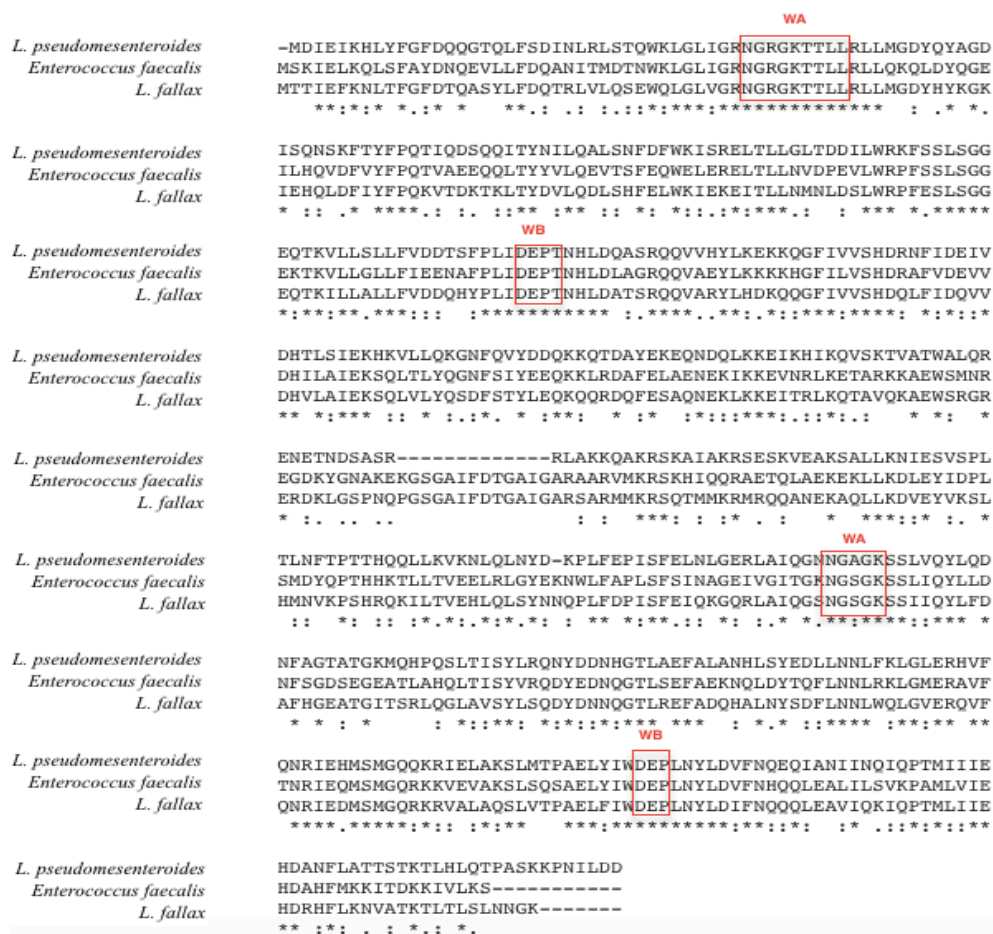 WA
L. pseudomesenteroides -MDIEIKHLYFGFDQQGTQLFSDINLRLSTQWKLGLIGRNGRGKTTLLRLLMGDYQYAGD
Enterococcus faecalis MSKIELKQLSFAYDNQEVLLFDQANITMDTNWKLGLIGRNGRGKTTLLRLLQKQLDYQGE
L. fallax MTTIEFKNLTFGFDTQASYLFDQTRLVLQSEWQLGLVGRNGRGKTTLLRLLMGDYHYKGK
**:*: * *.:* * **.: .: :.::*:***:************** : .* *.
L. pseudomesenteroides ISQNSKFTYFPQTIQDSQQITYNILQALSNFDFWKISRELTLLGLTDDILWRKFSSLSGG
Enterococcus faecalis ILHQVDFVYFPQTVAEEQQLTYYVLQEVTSFEQWELERELTLLNVDPEVLWRPFSSLSGG
L. fallax IEHQLDFIYFPQKVTDKTKLTYDVLQDLSHFELWKIEKEITLLNMNLDSLWRPFESLSGG
* :: .* ****.: :. ::** :** :: *: *::.:*:***.: : *** *.*****
WB
L. pseudomesenteroides EQTKVLLSLLFVDDTSFPLIDEPTNHLDQASRQQVVHYLKEKKQGFIVVSHDRNFIDEIV
Enterococcus faecalis EKTKVLLGLLFIEENAFPLIDEPTNHLDLAGRQQVAEYLKKKKHGFILVSHDRAFVDEVV
L. fallax EQTKILLALLFVDDQHYPLIDEPTNHLDATSRQQVARYLHDKQQGFIVVSHDQLFIDQVV
*:**:**.***::: :*********** :.****..**:.*::***:****: *:*::*
L. pseudomesenteroides DHTLSIEKHKVLLQKGNFQVYDDQKKQTDAYEKEQNDQLKKEIKHIKQVSKTVATWALQR
Enterococcus faecalis DHILAIEKSQLTLYQGNFSIYEEQKKLRDAFELAENEKIKKEVNRLKETARKKAEWSMNR
L. fallax DHVLAIEKSQLVLYQSDFSTYLEQKQQRDQFESAQNEKLKKEITRLKQTAVQKAEWSRGR
** *:*** :: * :.:*. * :**: * :* :*:::***:.::*:.: * *: *
L. pseudomesenteroides ENETNDSASR-------------RLAKKQAKRSKAIAKRSESKVEAKSALLKNIESVSPL
Enterococcus faecalis EGDKYGNAKEKGSGAIFDTGAIGARAARVMKRSKHIQQRAETQLAEKEKLLKDLEYIDPL
L. fallax ERDKLGSPNQPGSGAIFDTGAIGARSARMMKRSQTMMKRMRQQANEKAQLLKDVEYVKSL
* :. .. .. : : ***: : :* . : * ***::* :. *
WA
L. pseudomesenteroides TLNFTPTTHQQLLKVKNLQLNYD-KPLFEPISFELNLGERLAIQGNNGAGKSSLVQYLQD
Enterococcus faecalis SMDYQPTHHKTLLTVEELRLGYEKNWLFAPLSFSINAGEIVGITGKNGSGKSSLIQYLLD
L. fallax HMNVKPSHRQKILTVEHLQLSYNNQPLFDPISFEIQKGQRLAIQGSNGSGKSSIIQYLFD
:: *: :: :*.*:.*:*.*: : ** *:**.:: *: :.* *.**:****::*** *
L. pseudomesenteroides NFAGTATGKMQHPQSLTISYLRQNYDDNHGTLAEFALANHLSYEDLLNNLFKLGLERHVF
Enterococcus faecalis NFSGDSEGEATLAHQLTISYVRQDYEDNQGTLSEFAEKNQLDYTQFLNNLRKLGMERAVF
L. fallax AFHGEATGITSRLQGLAVSYLSQDYDNNQGTLREFADQHALNYSDFLNNLWQLGVERQVF
* * : * : *::**: *:*::*:*** *** : *.* ::**** :**:** **
WB
L. pseudomesenteroides QNRIEHMSMGQQKRIELAKSLMTPAELYIWDEPLNYLDVFNQEQIANIINQIQPTMIIIE
Enterococcus faecalis TNRIEQMSMGQRKKVEVAKSLSQSAELYIWDEPLNYLDVFNHQQLEALILSVKPAMLVIE
L. fallax QNRIEDMSMGQRKRVALAQSLVTPAELFIWDEPLNYLDIFNQQQLEAVIQKIQPTMLIIE
****.*****:*:: :*:** ***:**********:**::*: :* .::*:*::**
L. pseudomesenteroides HDANFLATTSTKTLHLQTPASKKPNILDD
Enterococcus faecalis HDAHFMKKITDKKIVLKS-----------
L. fallax HDRHFLKNVATKTLTLSLNNGK-------
** :*: . : *.: *.